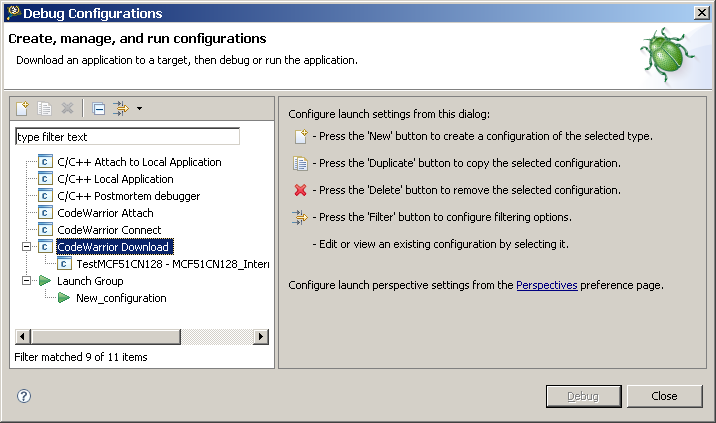 Debug Configurations
Create, manage, and run configurations
Download an application to a target, then debug or run the application.
type filter text
C/C++ Attach to Local Application
C/C++ Local Application
C/C++ Postmortem debugger
CodeWarrior Attach
CodeWarrior Connect
CodeWarrior Download
TestMCF51CN128 - MCF51CN128_Intern
Launch Group
New_configuration
Filter matched 9 of 11 items
Configure launch settings from this dialog:
- Press the 'New' button to create a configuration of the selected type.
- Press the 'Duplicate' button to copy the selected configuration.
- Press the 'Delete' button to remove the selected configuration.
- Press the 'Filter' button to configure filtering options.
- Edit or view an existing configuration by selecting it.
Configure launch perspective settings from the Perspectives preference page.
Debug
Close